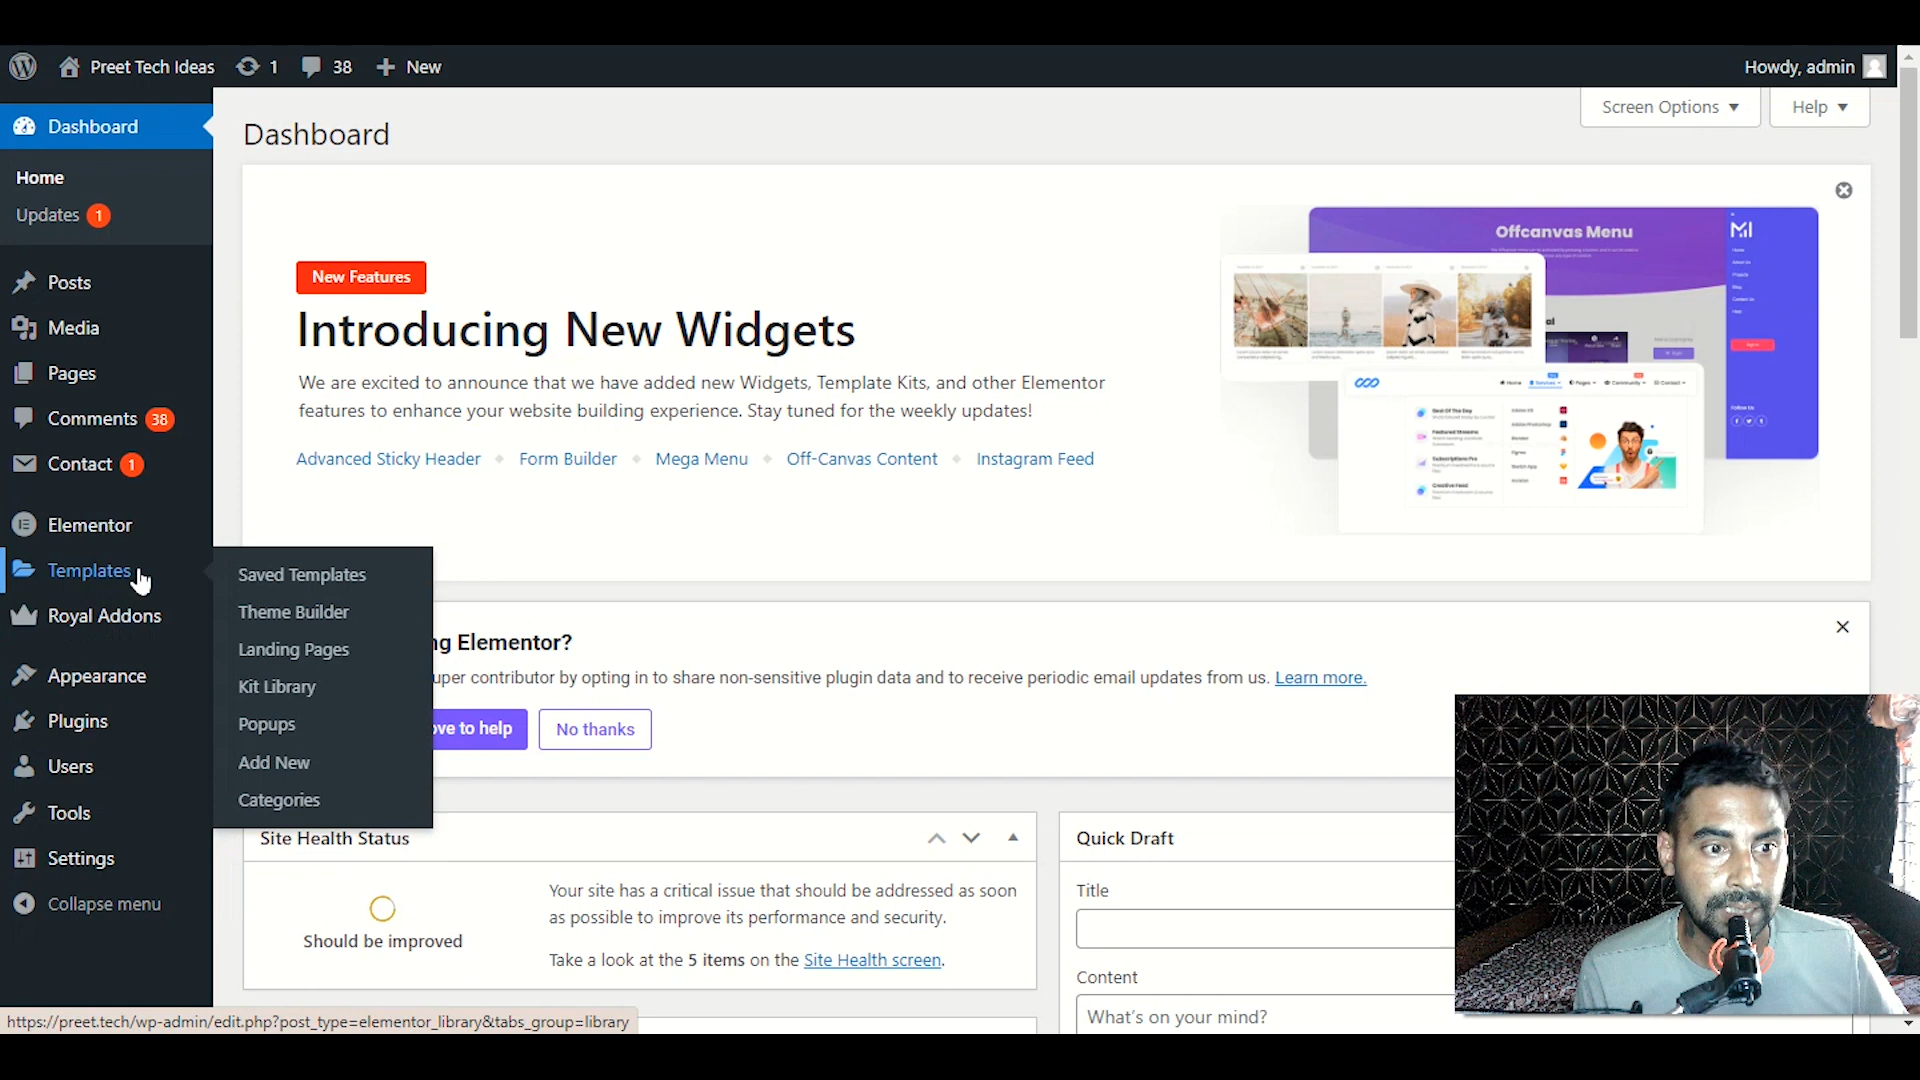 Preet Tech Ideas 1 38 New Howdy, admin
Screen Options Help
Dashboard
Home
Updates 1
Posts
Media
Pages
Comments 38
Contact 1
Elementor
Templates
Royal Addons
Appearance
Plugins
Users
Tools
Settings
Collapse menu
Saved Templates
Theme Builder
Landing Pages
Kit Library
Popups
Add New
Categories
Dashboard
New Features
Introducing New Widgets
We are excited to announce that we have added new Widgets, Template Kits, and other Elementor
features to enhance your website building experience. Stay tuned for the weekly updates!
Advanced Sticky Header Form Builder Mega Menu Off-Canvas Content Instagram Feed
Offcanvas Menu
ng Elementor?
uper contributor by opting in to share non-sensitive plugin data and to receive periodic email updates from us. Learn more.
ove to help No thanks
Site Health Status
Should be improved
Your site has a critical issue that should be addressed as soon
as possible to improve its performance and security.
Take a look at the 5 items on the Site Health screen.
Quick Draft
Title
Content
What's on your mind?
https://preet.tech/wp-admin/edit.php?post_type=elementor_library&tabs_group=library